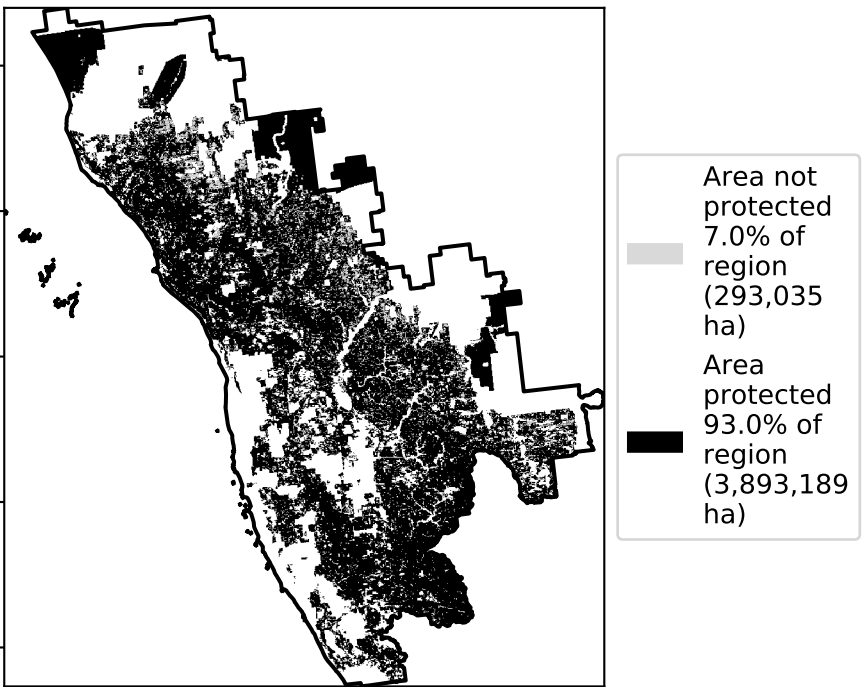 Area not
protected
7.0% of
region
(293,035
ha)
Area
protected
93.0% of
region
(3,893,189
ha)